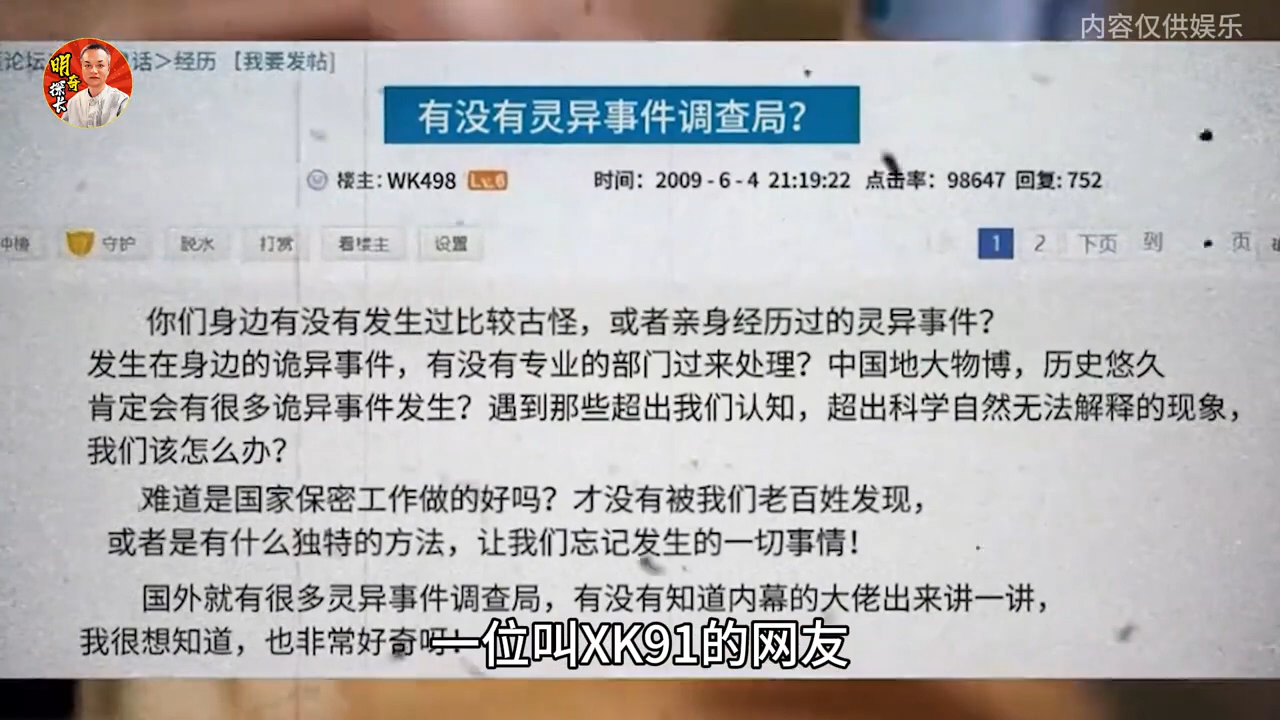 内容仅供娱乐
明奇探长
论坛
话>经历 【我要发帖】
有没有灵异事件调查局?
楼主: WK498 Lv.6 时间: 2009 - 6 - 4 21:19:22 点击率: 98647 回复: 752
守护 脱水 打赏 看楼主 设置 1 2 下页 到 页
你们身边有没有发生过比较古怪，或者亲身经历过的灵异事件?
发生在身边的诡异事件，有没有专业的部门过来处理? 中国地大物博，历史悠久
肯定会有很多诡异事件发生? 遇到那些超出我们认知，超出科学自然无法解释的现象，
我们该怎么办?
难道是国家保密工作做的好吗? 才没有被我们老百姓发现，
或者是有什么独特的方法，让我们忘记发生的一切事情!
国外就有很多灵异事件调查局，有没有知道内幕的大佬出来讲一讲，
我很想知道，也非常好奇呀!
一位叫XK91的网友